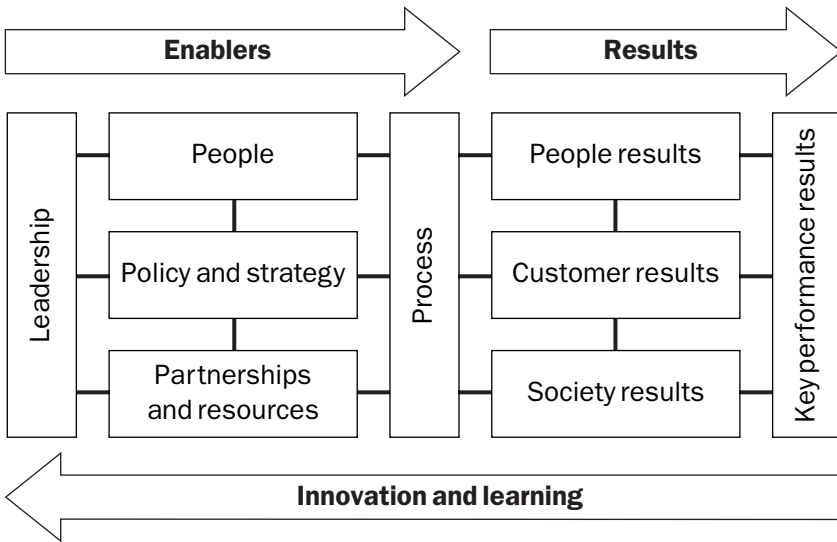 Enablers
Results
Leadership
People
Policy and strategy
Partnerships
and resources
Process
People results
Customer results
Society results
Key performance results
Innovation and learning